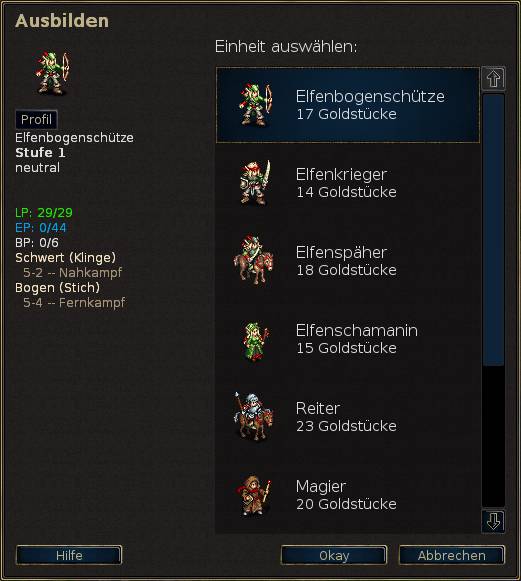 Ausbilden
Profil
Elfenbogenschütze
Stufe 1
neutral
LP: 29/29
EP: 0/44
BP: 0/6
Schwert (Klinge)
5-2 -- Nahkampf
Bogen (Stich)
5-4 -- Fernkampf
Einheit auswählen:
Elfenbogenschütze
17 Goldstücke
Elfenkrieger
14 Goldstücke
Elfenspäher
18 Goldstücke
Elfenschamanin
15 Goldstücke
Reiter
23 Goldstücke
Magier
20 Goldstücke
Hilfe
Okay
Abbrechen